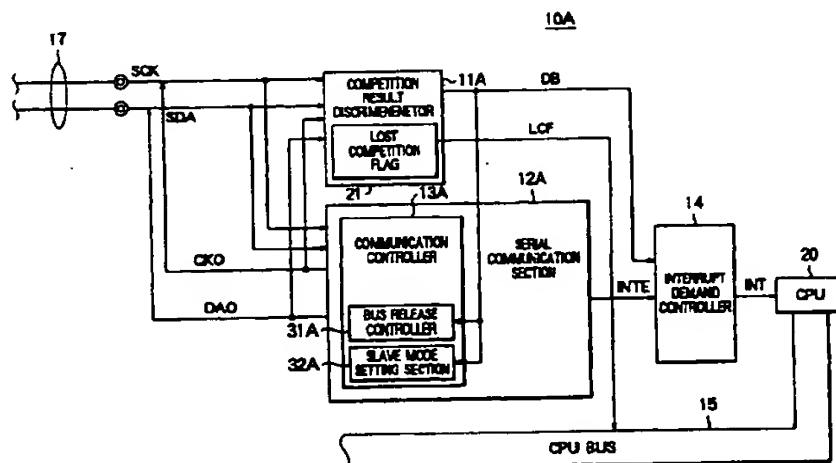 10A
17
SCK
SDA
COMPETITION
RESULT
DISCRIMENENETOR
11A
DB
LOST
COMPETITION
FLAG
LCF
21
13A
12A
14
20
COMMUNICATION
CONTROLLER
SERIAL
COMMUNICATION
SECTION
CKO
DAO
INTE
INTERRUPT
DEMAND
CONTROLLER
INT
CPU
BUS RELEASE
CONTROLLER
31A
SLAVE MODE
SETTING SECTION
32A
15
CPU BUS